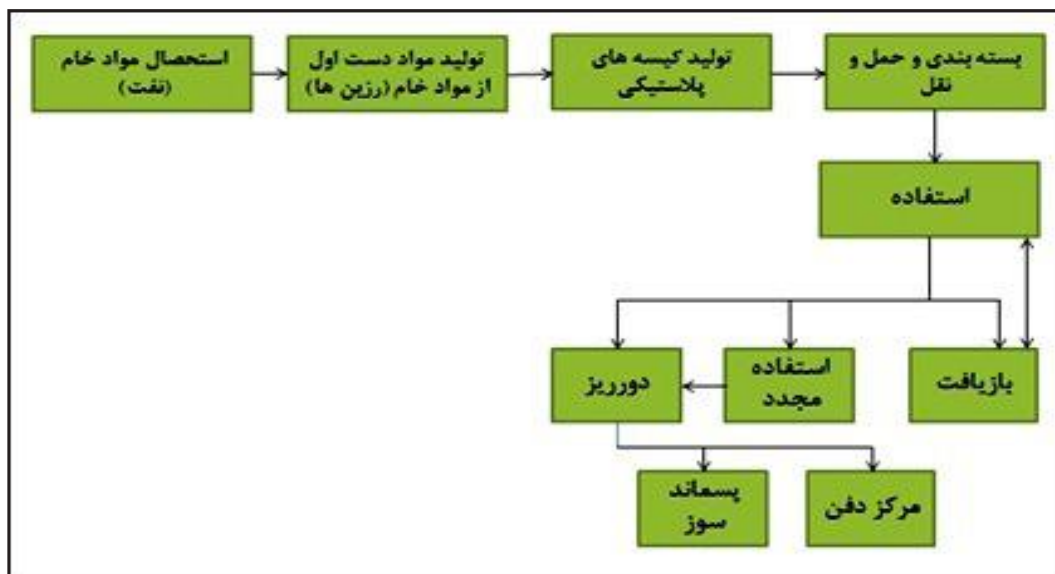 استحصال مواد خام
(نفت)
تولید مواد دست اول
از مواد خام (رزین ها)
تولید کیسه های
پلاستیکی
بسته بندی و حمل و
نقل
استفاده
بازیافت
استفاده
مجدد
دورریز
پسماند
سوز
مرکز دفن